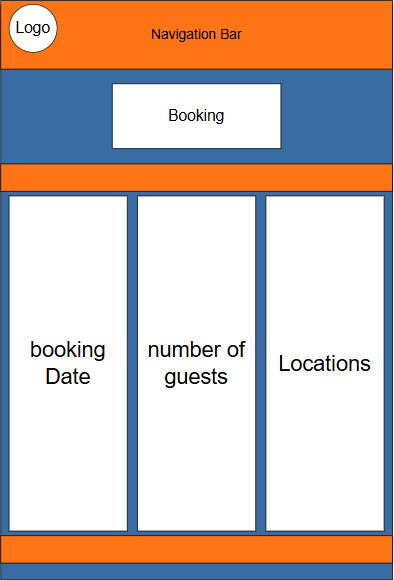 Logo
Navigation Bar
Booking
booking
Date
number of
guests
Locations